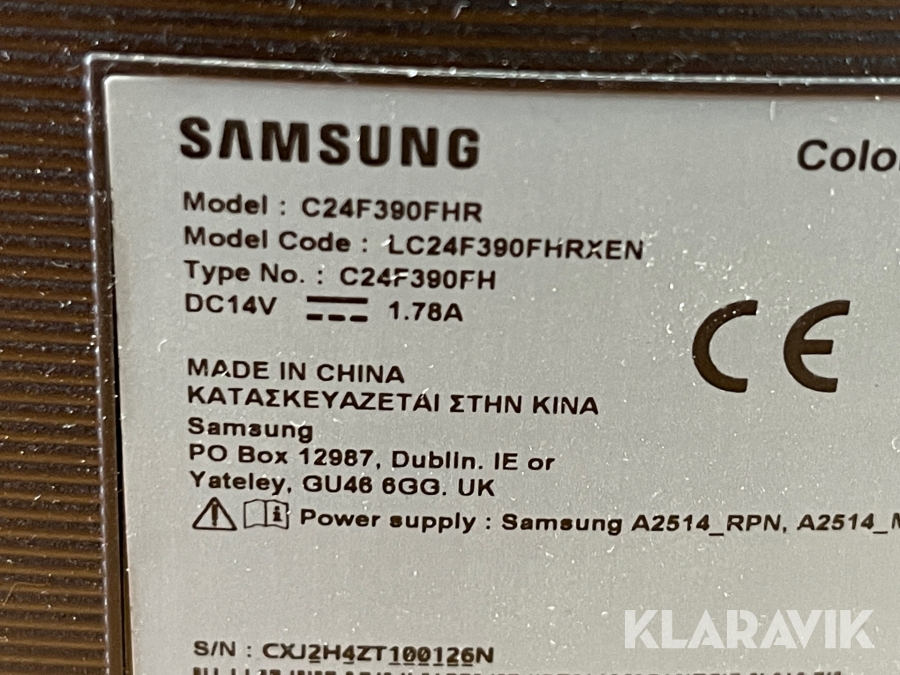 SAMSUNG
Colo
Model : C24F390FHR
Model Code : LC24F390FHRXEN
Type No. : C24F390FH
DC14V 1.78A
CE
MADE IN CHINA
ΚΑΤΑΣΚΕΥΑΖΕΤΑΙ ΣΤΗΝ ΚΙΝΑ
Samsung
PO Box 12987, Dublin. IE or
Yateley, GU46 6GG. UK
Power supply : Samsung A2514_RPN, A2514_
S/N : CXJ2H4ZT100126N
KLARAVIK